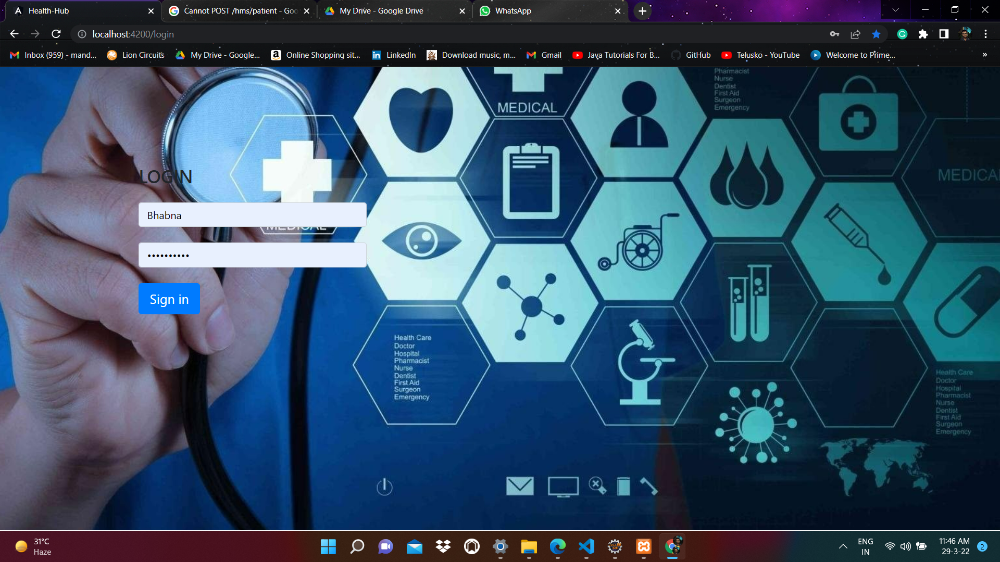 Health-Hub
Cannot POST /hms/patient - Goo
My Drive - Google Drive
WhatsApp
localhost:4200/login
Inbox (959) - mand...
Lion Circuits
My Drive - Google...
Online Shopping sit...
LinkedIn
Download music, m...
Gmail
Java Tutorials For B...
GitHub
Telusko - YouTube
Welcome to Prime...
»
MEDICAL
Pharmacist
Nurse
Dentist
First Aid
Surgeon
Emergency
MEDICAL
LOGIN
Bhabna
MEDICAL
••••••••••
Sign in
Health Care
Doctor
Hospital
Pharmacist
Nurse
Dentist
First Aid
Surgeon
Emergency
Health Care
Doctor
Hospital
Pharmacist
Nurse
Dentist
First Aid
Surgeon
Emergency
31°C
Haze
ENG
IN
11:46 AM
29-3-22
2